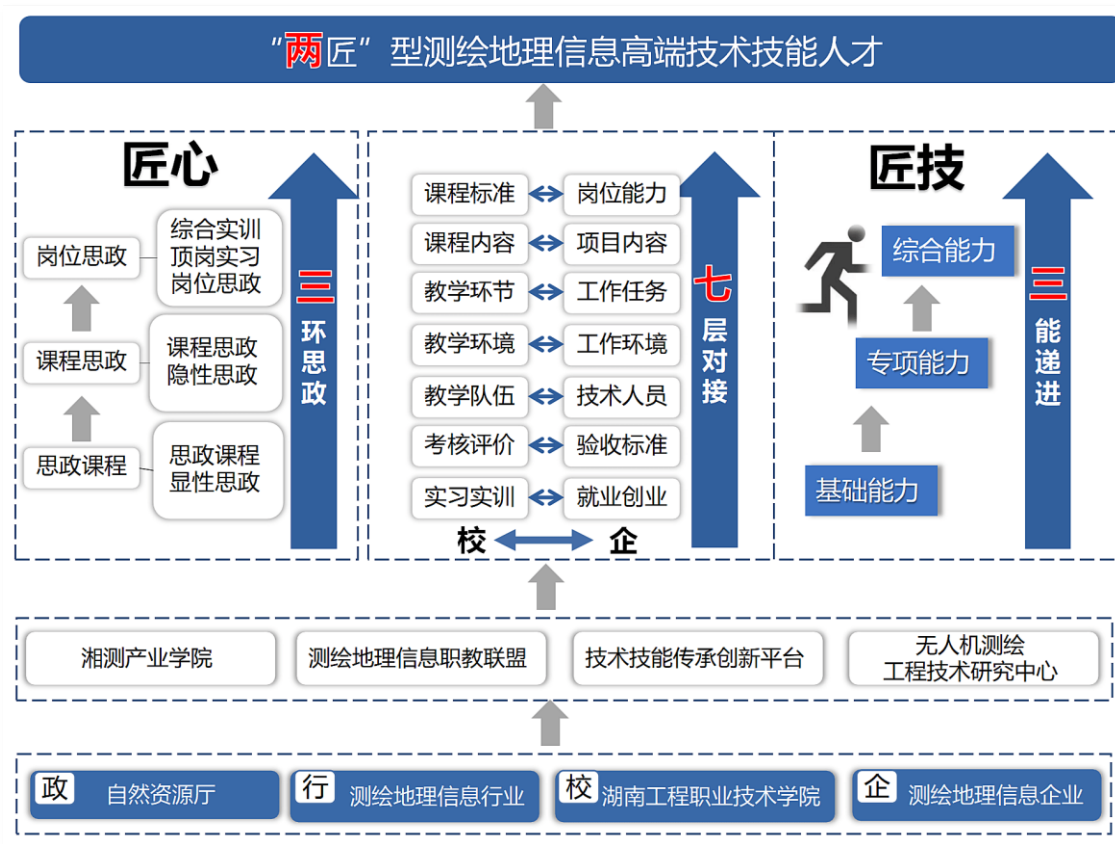 “两匠”型测绘地理信息高端技术技能人才
匠心
岗位思政
综合实训
顶岗实习
岗位思政
课程思政
课程思政
隐性思政
思政课程
思政课程
显性思政
三环思政
课程标准 岗位能力
课程内容 项目内容
教学环节 工作任务
教学环境 工作环境
教学队伍 技术人员
考核评价 验收标准
实习实训 就业创业
校 企
七层对接
匠技
综合能力
专项能力
基础能力
三能递进
湘测产业学院
测绘地理信息职教联盟
技术技能传承创新平台
无人机测绘
工程技术研究中心
政 自然资源厅
行 测绘地理信息行业
校 湖南工程职业技术学院
企 测绘地理信息企业